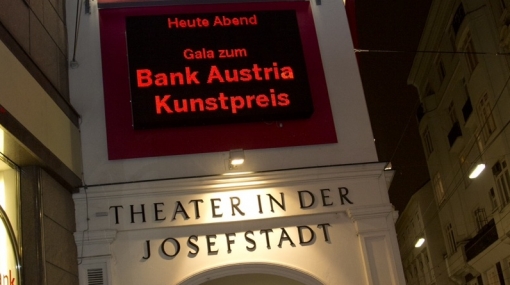 Heute Abend
Gala zum
Bank Austria
Kunstpreis
THEATER IN DER
JOSEFSTADT